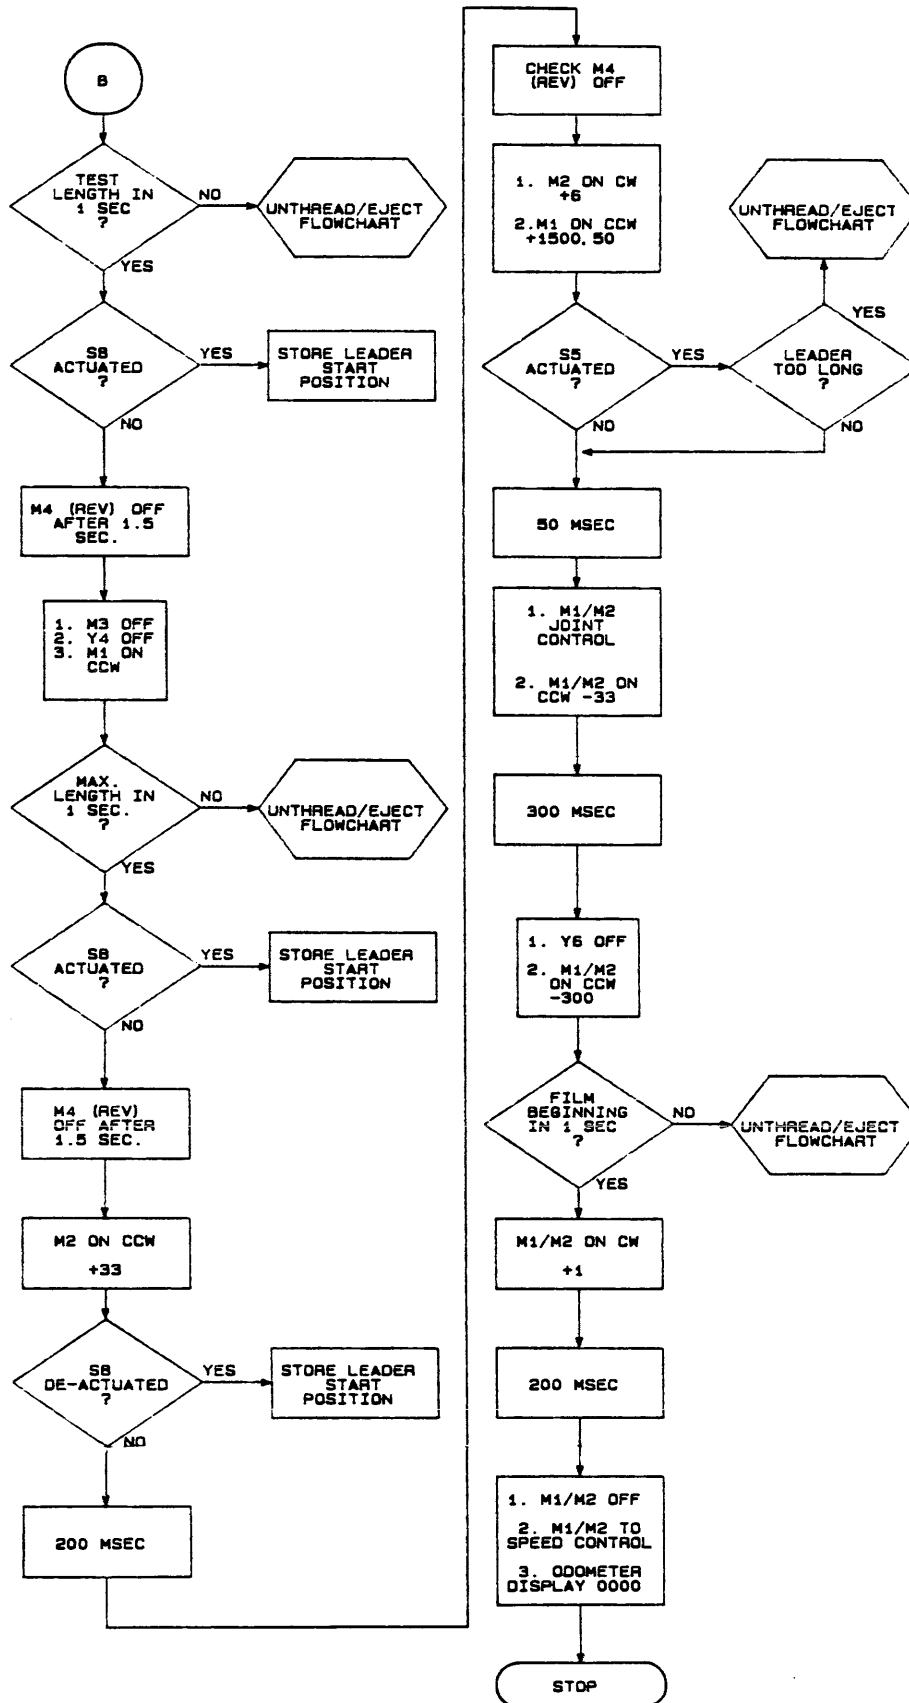 B
TEST
LENGTH IN
1 SEC
?
NO
UNTHREAD/EJECT
FLOWCHART
YES
S8
ACTUATED
?
YES
STORE LEADER
START
POSITION
NO
M4 (REV) OFF
AFTER 1.5
SEC.
1. M3 OFF
2. Y4 OFF
3. M1 ON
CCW
MAX.
LENGTH IN
1 SEC.
?
NO
UNTHREAD/EJECT
FLOWCHART
YES
S8
ACTUATED
?
YES
STORE LEADER
START
POSITION
NO
M4 (REV)
OFF AFTER
1.5 SEC.
M2 ON CCW
+33
S8
DE-ACTUATED
?
YES
STORE LEADER
START
POSITION
NO
200 MSEC
CHECK M4
(REV) OFF
1. M2 ON CW
+6
2.M1 ON CCW
+1500,50
S5
ACTUATED
?
YES
LEADER
TOO LONG
?
YES
UNTHREAD/EJECT
FLOWCHART
NO
NO
50 MSEC
1. M1/M2
JOINT
CONTROL
2. M1/M2 ON
CCW -33
300 MSEC
1. Y6 OFF
2. M1/M2
ON CCW
-300
FILM
BEGINNING
IN 1 SEC
?
NO
UNTHREAD/EJECT
FLOWCHART
YES
M1/M2 ON CW
+1
200 MSEC
1. M1/M2 OFF
2. M1/M2 TO
SPEED CONTROL
3. ODOMETER
DISPLAY 0000
STOP